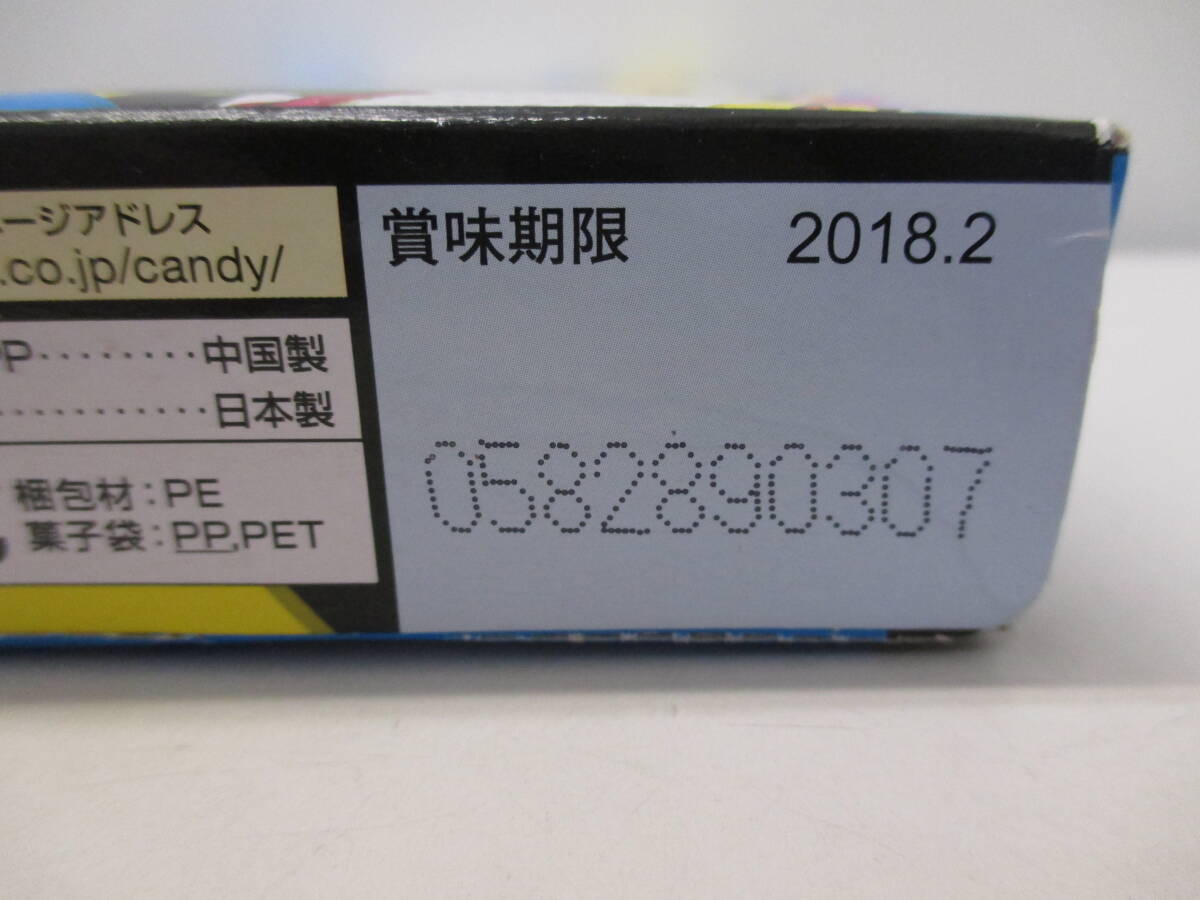 ージアドレス
.co.jp/candy/
賞味期限 2018.2
PP‥‥‥‥中国製
‥‥‥‥‥日本製
梱包材：PE
菓子袋：PP,PET
0582890307